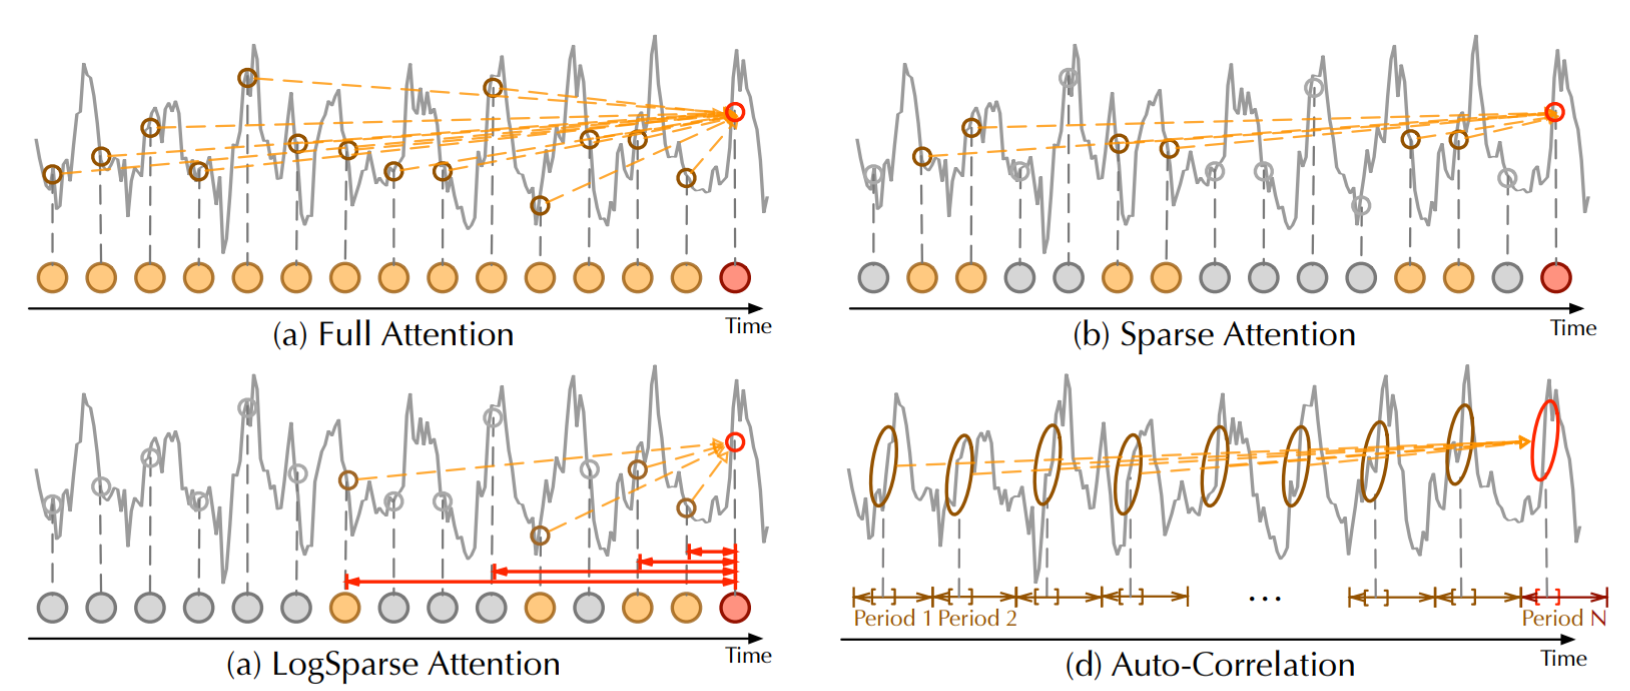 Time
(a) Full Attention
Time
(b) Sparse Attention
Time
(a) LogSparse Attention
Period 1 Period 2 ... Period N
Time
(d) Auto-Correlation